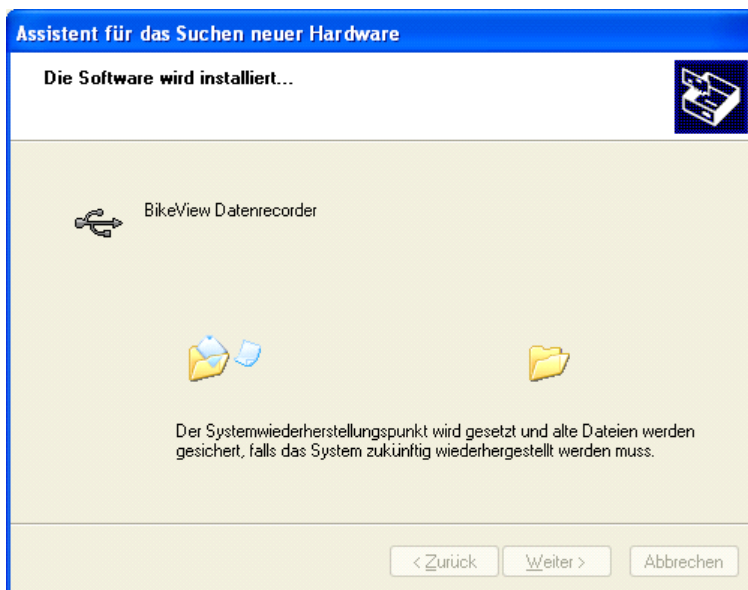 Assistent für das Suchen neuer Hardware
Die Software wird installiert...
BikeView Datenrecorder
Der Systemwiederherstellungspunkt wird gesetzt und alte Dateien werden
gesichert, falls das System zukünftig wiederhergestellt werden muss.
< Zurück Weiter > Abbrechen